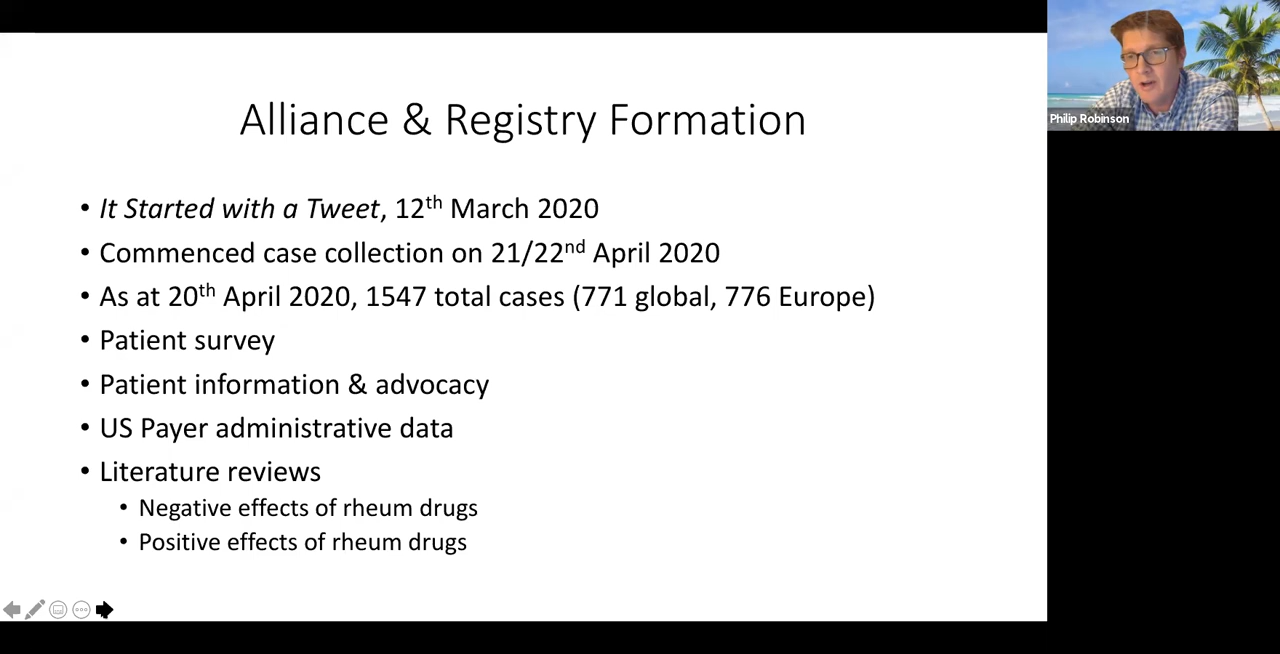 Alliance & Registry Formation
• It Started with a Tweet, 12th March 2020
• Commenced case collection on 21/22nd April 2020
• As at 20th April 2020, 1547 total cases (771 global, 776 Europe)
• Patient survey
• Patient information & advocacy
• US Payer administrative data
• Literature reviews
• Negative effects of rheum drugs
• Positive effects of rheum drugs
Philip Robinson